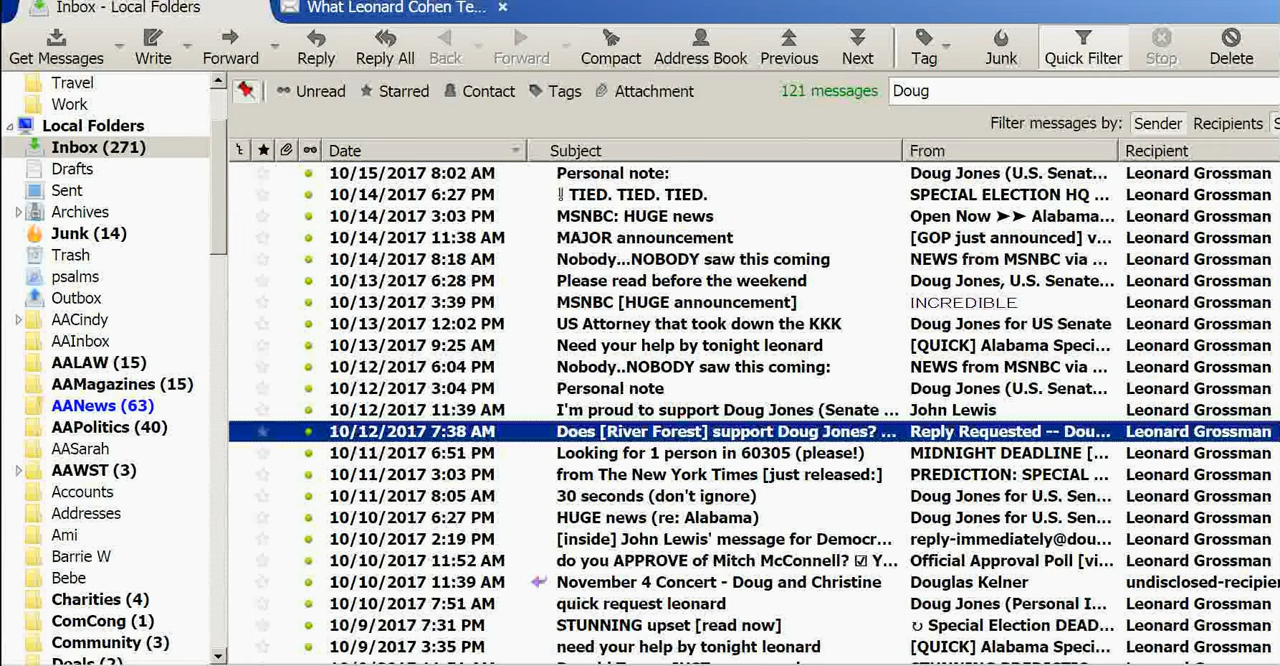 Inbox - Local Folders What Leonard Cohen Te... ×
Get Messages Write Forward Reply Reply All Back Forward Compact Address Book Previous Next Tag Junk Quick Filter Stop Delete
Travel
Work
Local Folders
Inbox (271)
Drafts
Sent
Archives
Junk (14)
Trash
psalms
Outbox
AACindy
AAInbox
AALAW (15)
AAMagazines (15)
AANews (63)
AAPolitics (40)
AASarah
AAWST (3)
Accounts
Addresses
Ami
Barrie W
Bebe
Charities (4)
ComCong (1)
Community (3)
Deals (2)
Unread Starred Contact Tags Attachment 121 messages Doug
Filter messages by: Sender Recipients S
Date Subject From Recipient
10/15/2017 8:02 AM Personal note: Doug Jones (U.S. Senat... Leonard Grossman
10/14/2017 6:27 PM TIED. TIED. TIED. SPECIAL ELECTION HQ ... Leonard Grossman
10/14/2017 3:03 PM MSNBC: HUGE news Open Now ➤➤ Alabama... Leonard Grossman
10/14/2017 11:38 AM MAJOR announcement [GOP just announced] v... Leonard Grossman
10/14/2017 8:18 AM Nobody...NOBODY saw this coming NEWS from MSNBC via ... Leonard Grossman
10/13/2017 6:28 PM Please read before the weekend Doug Jones, U.S. Senate... Leonard Grossman
10/13/2017 3:39 PM MSNBC [HUGE announcement] INCREDIBLE Leonard Grossman
10/13/2017 12:02 PM US Attorney that took down the KKK Doug Jones for US Senate Leonard Grossman
10/13/2017 9:25 AM Need your help by tonight leonard [QUICK] Alabama Speci... Leonard Grossman
10/12/2017 6:04 PM Nobody..NOBODY saw this coming: NEWS from MSNBC via ... Leonard Grossman
10/12/2017 3:04 PM Personal note Doug Jones (U.S. Senat... Leonard Grossman
10/12/2017 11:39 AM I'm proud to support Doug Jones (Senate ... John Lewis Leonard Grossman
10/12/2017 7:38 AM Does [River Forest] support Doug Jones? ... Reply Requested -- Dou... Leonard Grossman
10/11/2017 6:51 PM Looking for 1 person in 60305 (please!) MIDNIGHT DEADLINE [... Leonard Grossman
10/11/2017 3:03 PM from The New York Times [just released:] PREDICTION: SPECIAL ... Leonard Grossman
10/11/2017 8:05 AM 30 seconds (don't ignore) Doug Jones for U.S. Sen... Leonard Grossman
10/10/2017 6:27 PM HUGE news (re: Alabama) Doug Jones for U.S. Sen... Leonard Grossman
10/10/2017 2:19 PM [inside] John Lewis' message for Democr... reply-immediately@dou... Leonard Grossman
10/10/2017 11:52 AM do you APPROVE of Mitch McConnell? ☑ Y... Official Approval Poll [vi... Leonard Grossman
10/10/2017 11:39 AM November 4 Concert - Doug and Christine Douglas Kelner undisclosed-recipie
10/10/2017 7:51 AM quick request leonard Doug Jones (Personal I... Leonard Grossman
10/9/2017 7:31 PM STUNNING upset [read now] ↻ Special Election DEAD... Leonard Grossman
10/9/2017 3:35 PM need your help by tonight leonard [QUICK] Alabama Speci... Leonard Grossman